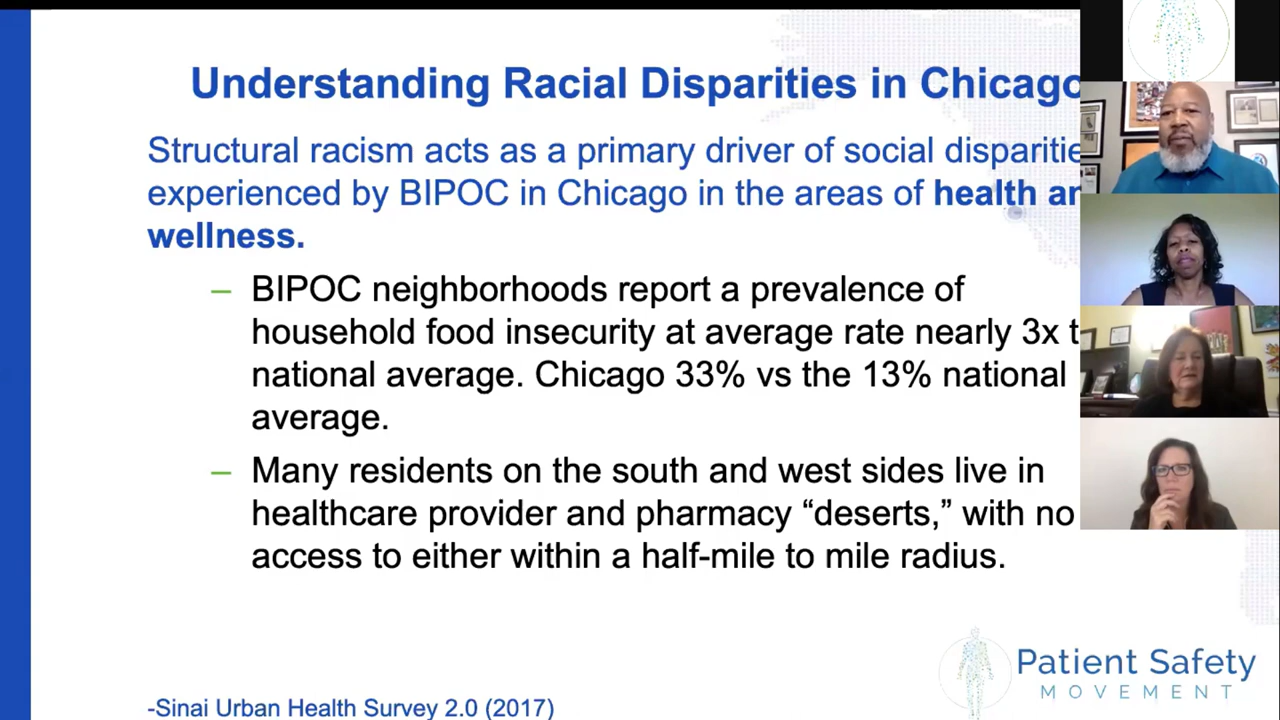 Understanding Racial Disparities in Chicago
Structural racism acts as a primary driver of social disparitie
experienced by BIPOC in Chicago in the areas of health an
wellness.
– BIPOC neighborhoods report a prevalence of
household food insecurity at average rate nearly 3x t
national average. Chicago 33% vs the 13% national
average.
– Many residents on the south and west sides live in
healthcare provider and pharmacy “deserts,” with no
access to either within a half-mile to mile radius.
-Sinai Urban Health Survey 2.0 (2017)
Patient Safety
MOVEMENT